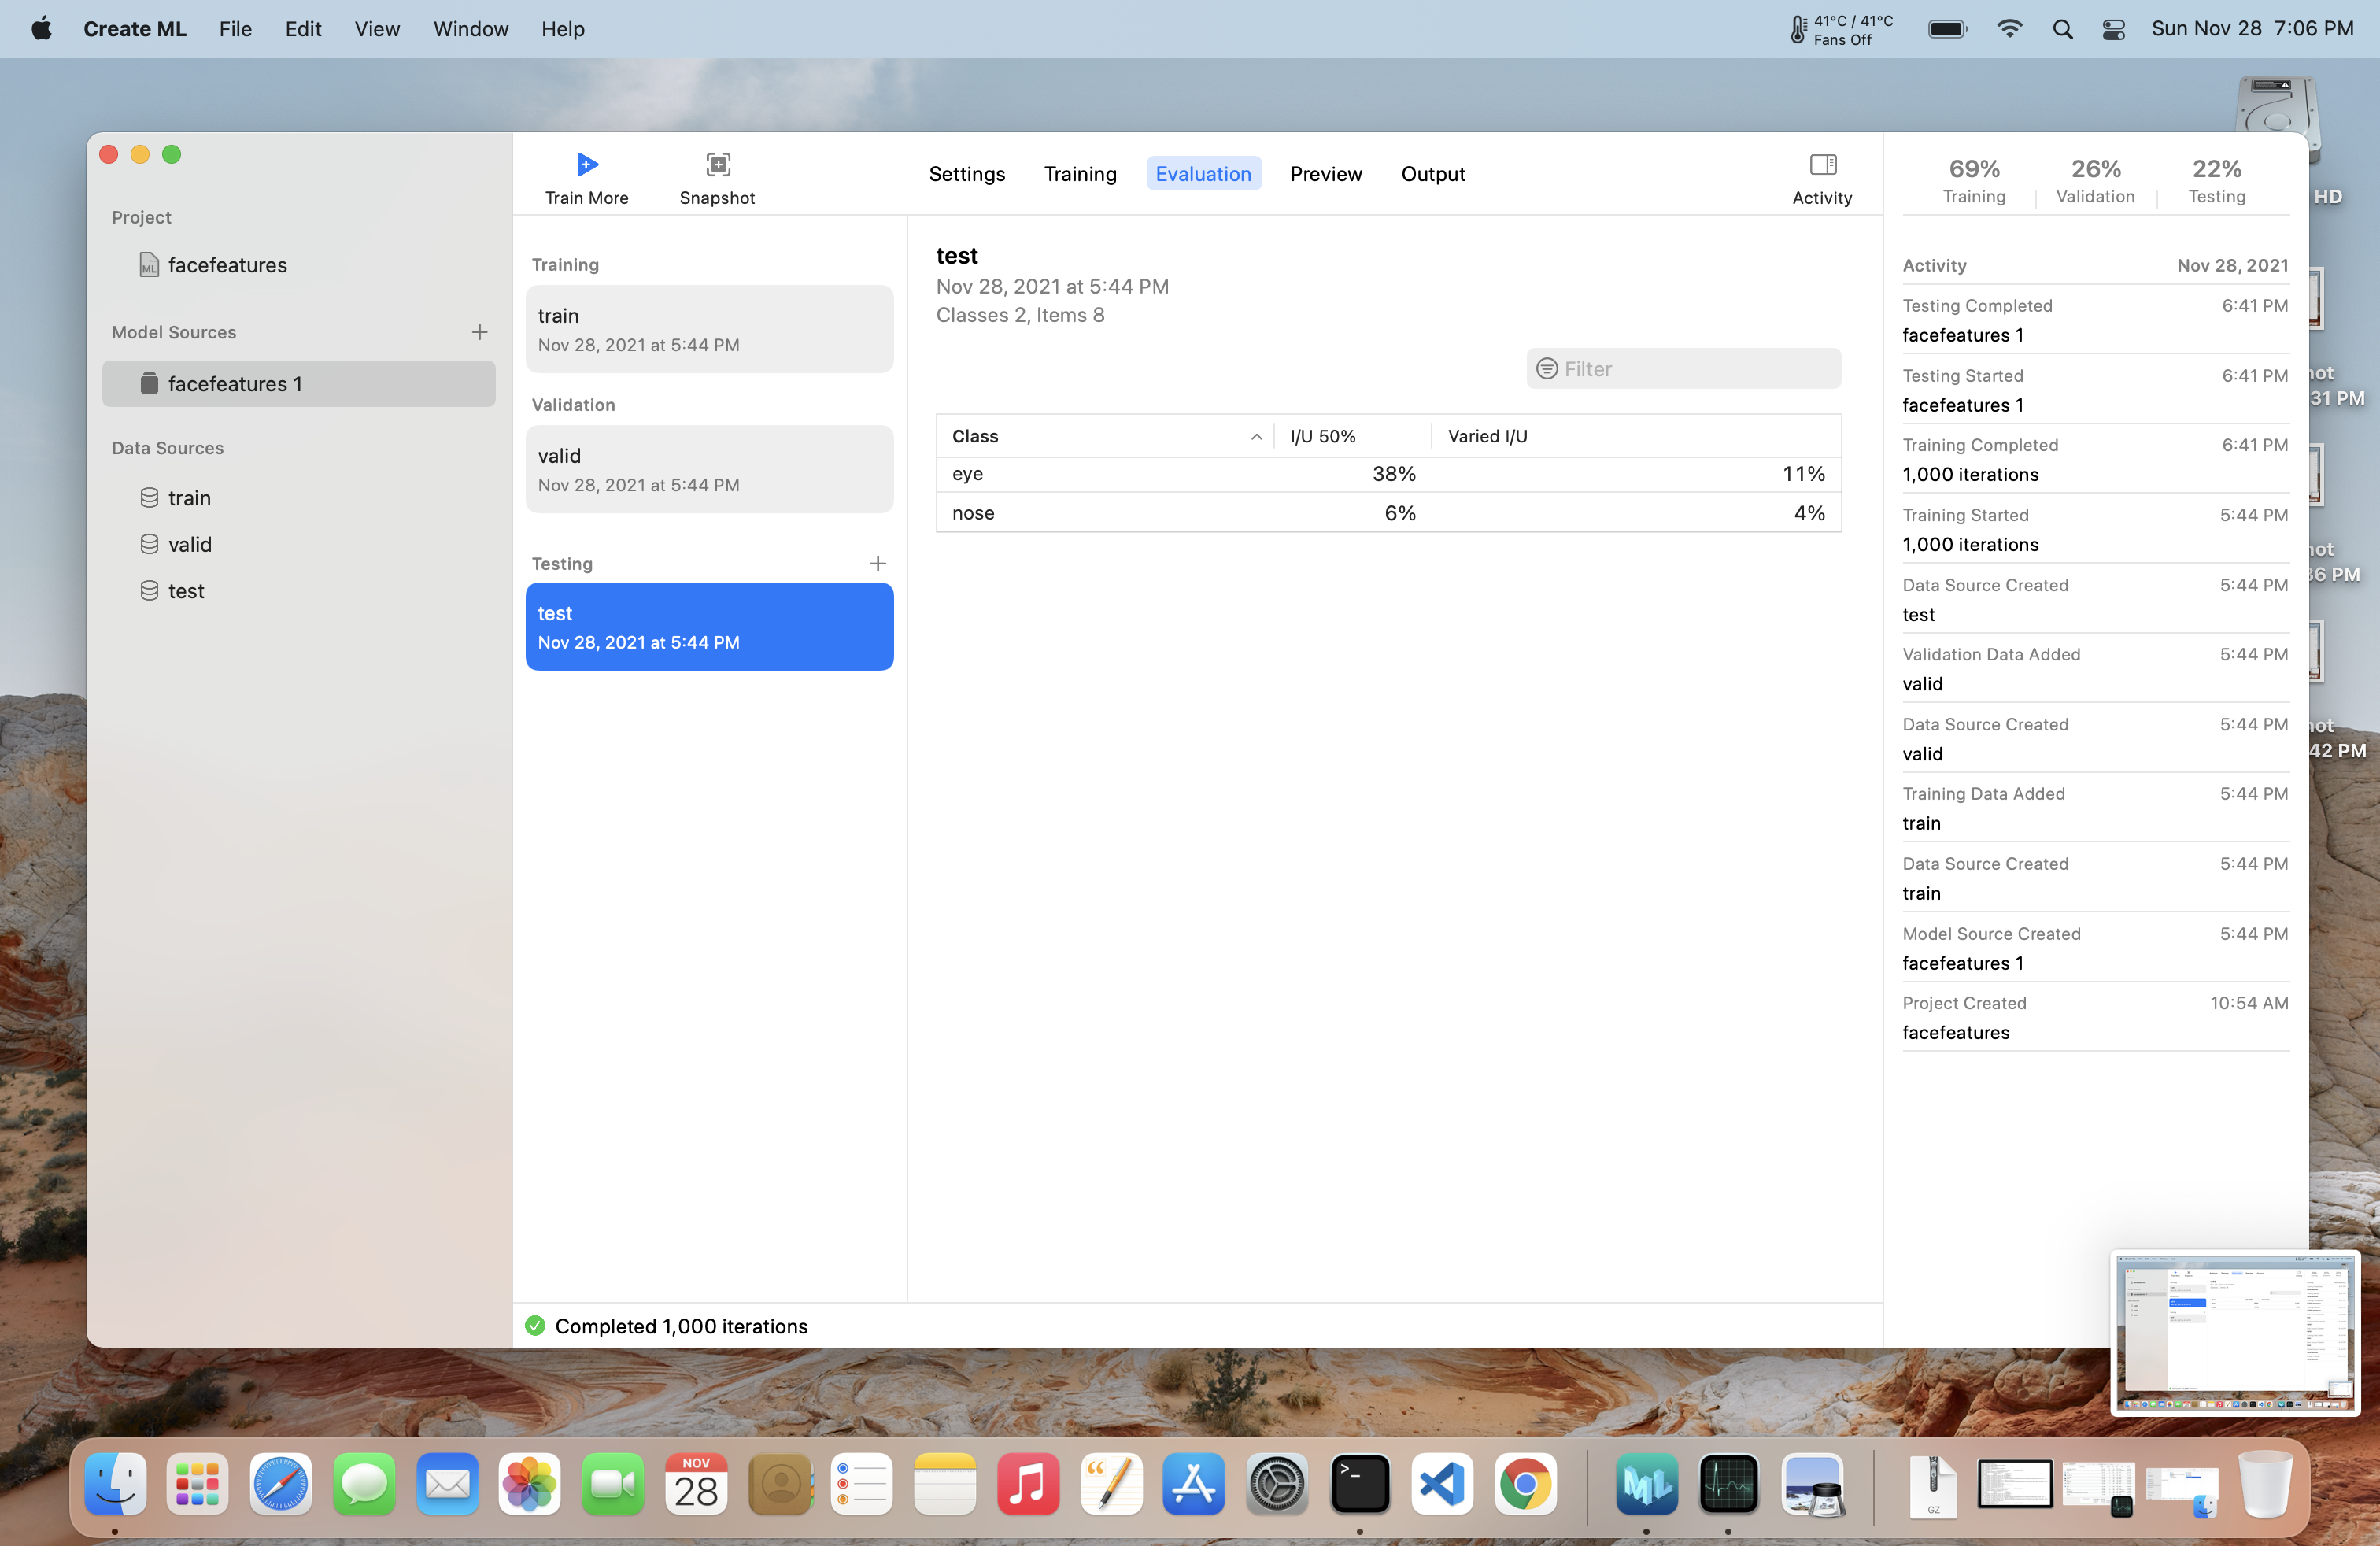 Create ML File Edit View Window Help
41°C / 41°C
Fans Off
Sun Nov 28 7:06 PM
HD
31 PM
36 PM
42 PM
Project
facefeatures
Model Sources
facefeatures 1
Data Sources
train
valid
test
Train More
Snapshot
Settings Training Evaluation Preview Output
Activity
Training
train
Nov 28, 2021 at 5:44 PM
Validation
valid
Nov 28, 2021 at 5:44 PM
Testing
test
Nov 28, 2021 at 5:44 PM
test
Nov 28, 2021 at 5:44 PM
Classes 2, Items 8
Filter
Class I/U 50% Varied I/U
eye 38% 11%
nose 6% 4%
Completed 1,000 iterations
69% 26% 22%
Training Validation Testing
Activity Nov 28, 2021
Testing Completed 6:41 PM
facefeatures 1
Testing Started 6:41 PM
facefeatures 1
Training Completed 6:41 PM
1,000 iterations
Training Started 5:44 PM
1,000 iterations
Data Source Created 5:44 PM
test
Validation Data Added 5:44 PM
valid
Data Source Created 5:44 PM
valid
Training Data Added 5:44 PM
train
Data Source Created 5:44 PM
train
Model Source Created 5:44 PM
facefeatures 1
Project Created 10:54 AM
facefeatures
NOV
28
ML
GZ